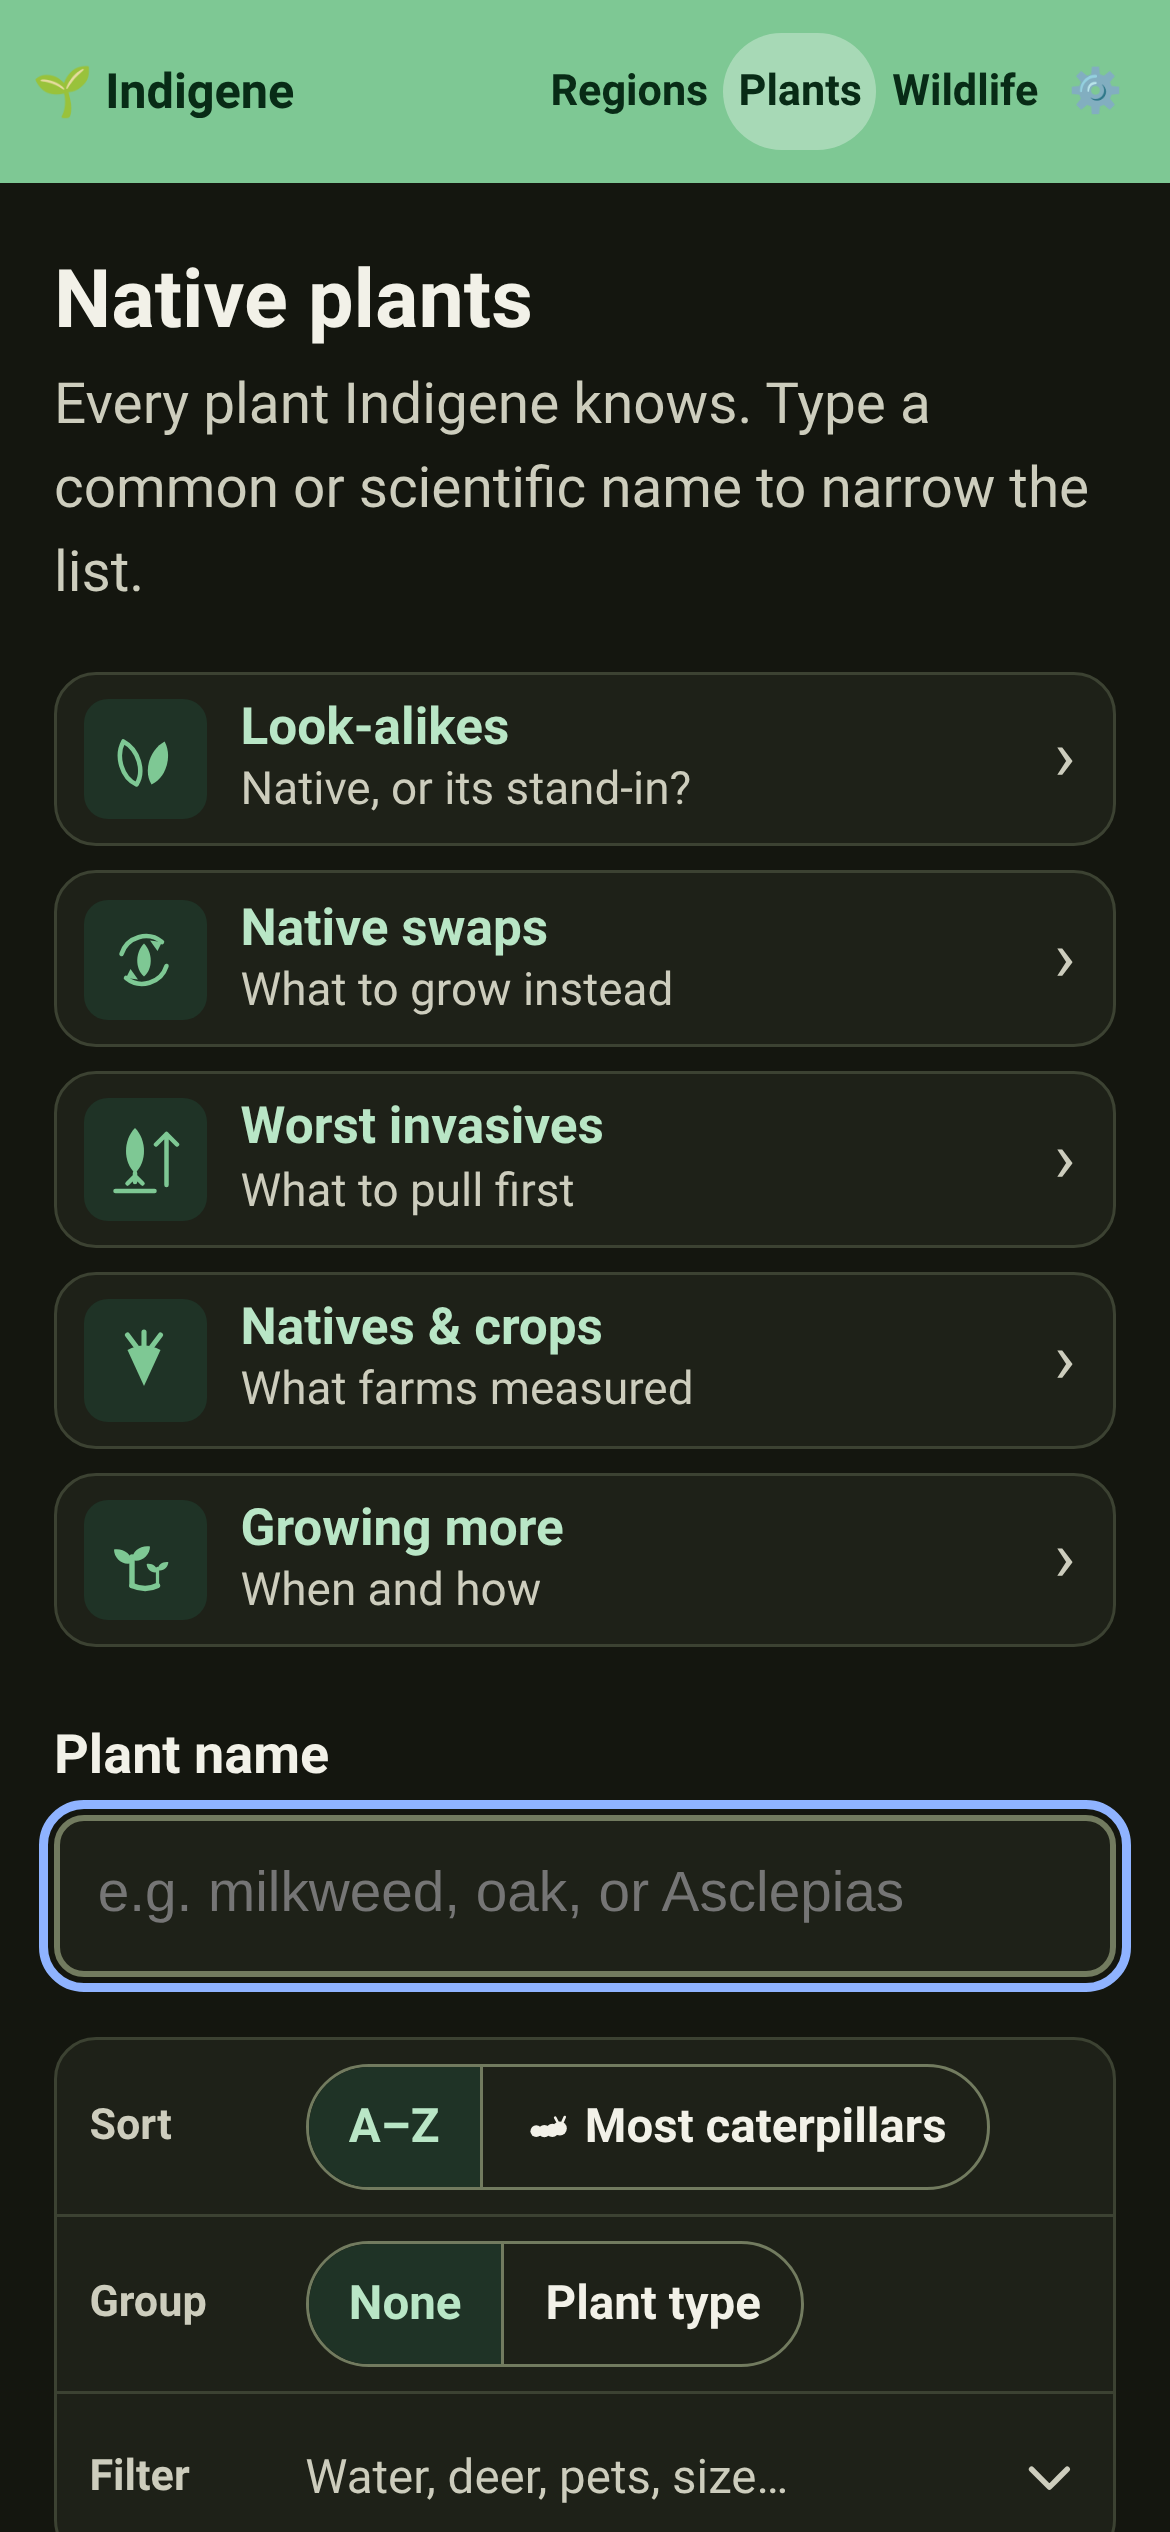 Indigene
Regions
Plants
Wildlife
Native plants
Every plant Indigene knows. Type a
common or scientific name to narrow the
list.
Look-alikes
Native, or its stand-in?
Native swaps
What to grow instead
Worst invasives
What to pull first
Natives & crops
What farms measured
Growing more
When and how
Plant name
e.g. milkweed, oak, or Asclepias
Sort
A–Z
Most caterpillars
Group
None
Plant type
Filter
Water, deer, pets, size…